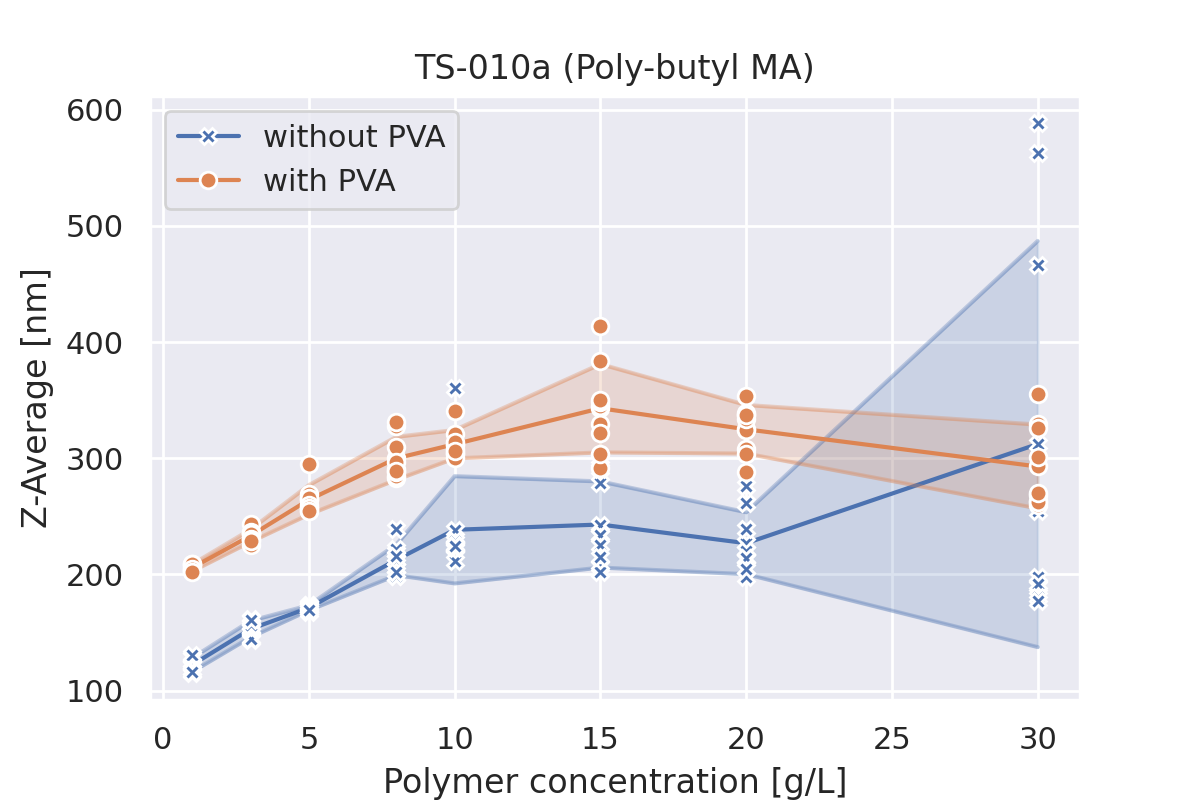 TS-010a (Poly-butyl MA)
without PVA
with PVA
Z-Average [nm]
600
500
400
300
200
100
0 5 10 15 20 25 30
Polymer concentration [g/L]